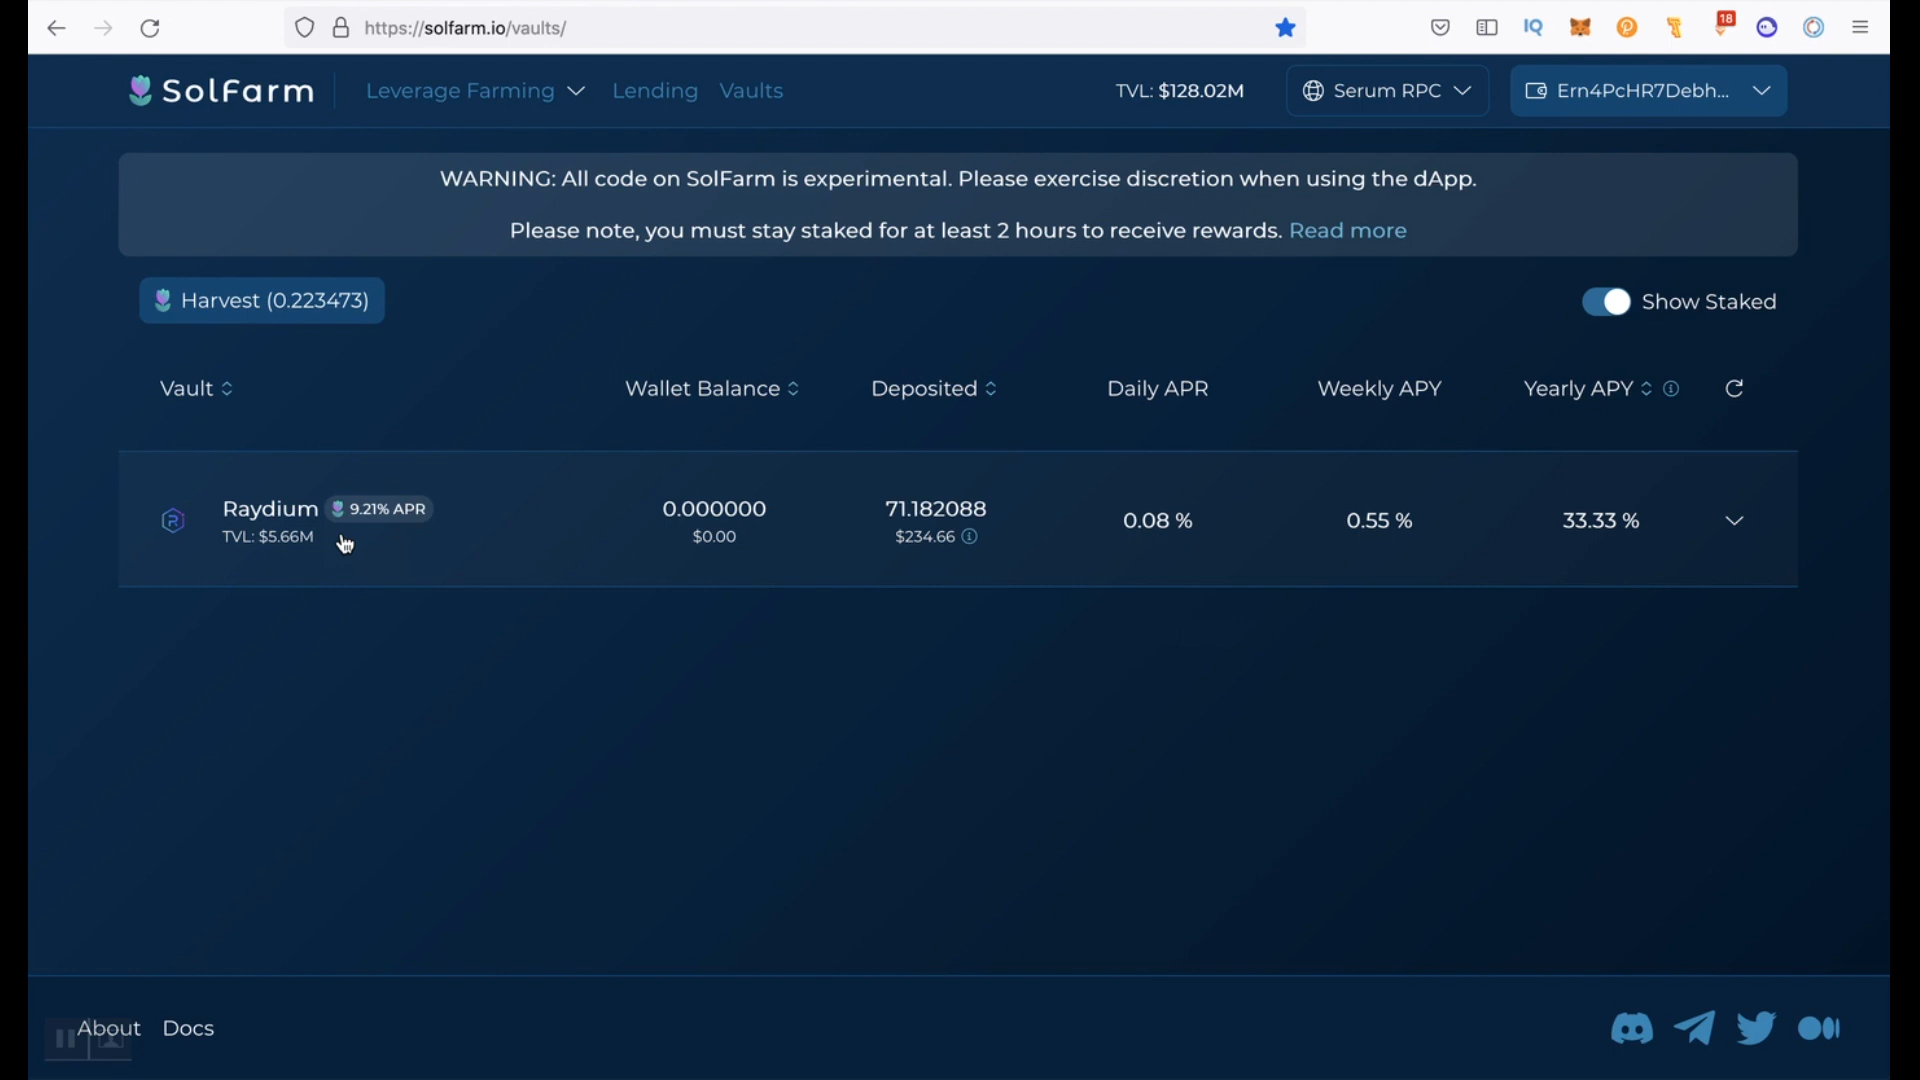 https://solfarm.io/vaults/
IQ
18
SolFarm
Leverage Farming
Lending
Vaults
TVL: $128.02M
Serum RPC
Ern4PcHR7Debh...
WARNING: All code on SolFarm is experimental. Please exercise discretion when using the dApp.
Please note, you must stay staked for at least 2 hours to receive rewards. Read more
Harvest (0.223473)
Show Staked
Vault
Wallet Balance
Deposited
Daily APR
Weekly APY
Yearly APY
Raydium
9.21% APR
0.000000
71.182088
0.08 %
0.55 %
33.33 %
TVL: $5.66M
$0.00
$234.66
About
Docs